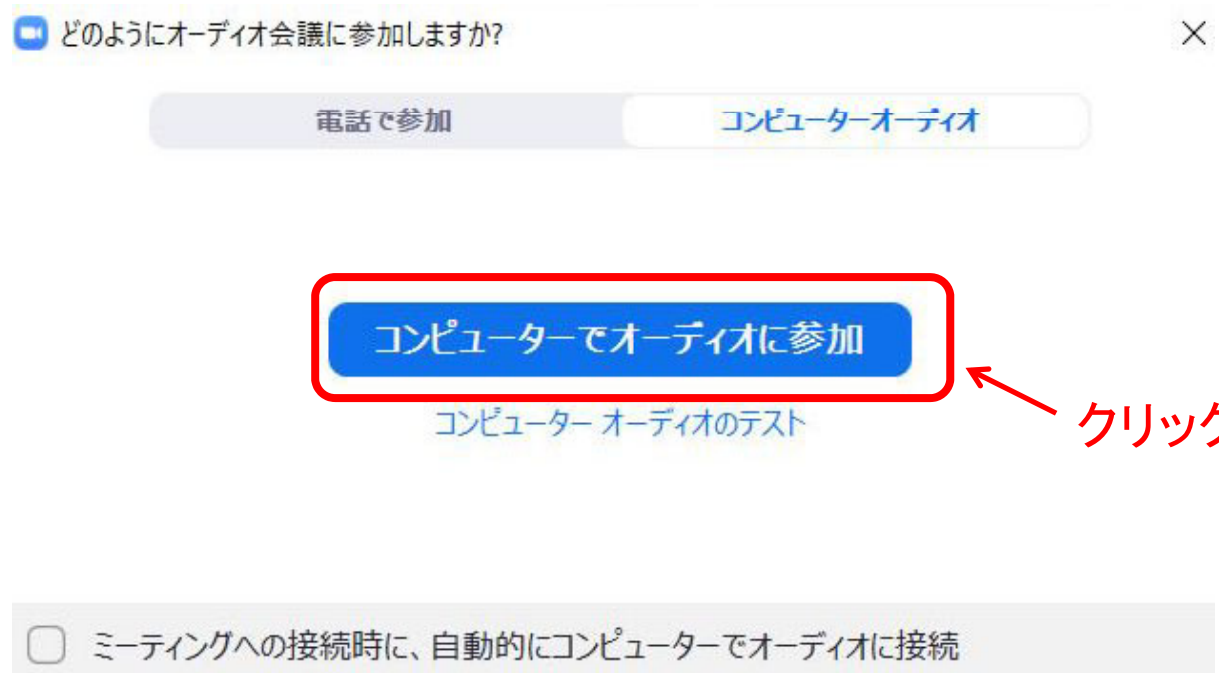 どのようにオーディオ会議に参加しますか?
電話で参加 コンピューターオーディオ
コンピューターでオーディオに参加
コンピューター オーディオのテスト
クリック
ミーティングへの接続時に、自動的にコンピューターでオーディオに接続